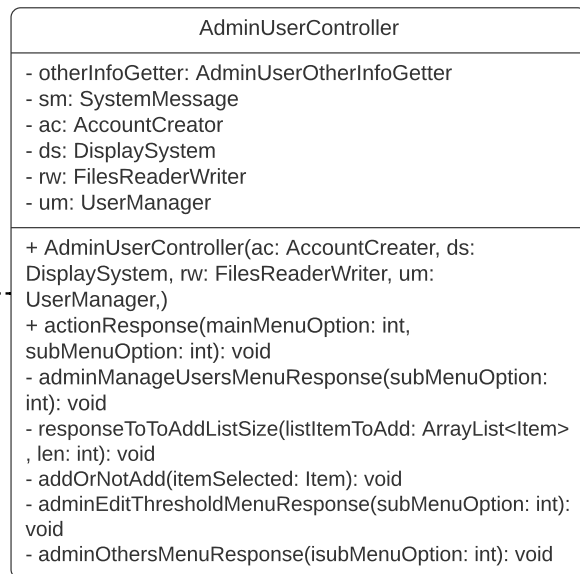 AdminUserController
- otherInfoGetter: AdminUserOtherInfoGetter
- sm: SystemMessage
- ac: AccountCreator
- ds: DisplaySystem
- rw: FilesReaderWriter
- um: UserManager
+ AdminUserController(ac: AccountCreater, ds:
DisplaySystem, rw: FilesReaderWriter, um:
UserManager,)
+ actionResponse(mainMenuOption: int,
subMenuOption: int): void
- adminManageUsersMenuResponse(subMenuOption:
int): void
- responseToToAddListSize(listItemToAdd: ArrayList<Item>
, len: int): void
- addOrNotAdd(itemSelected: Item): void
- adminEditThresholdMenuResponse(subMenuOption: int):
void
- adminOthersMenuResponse(isubMenuOption: int): void